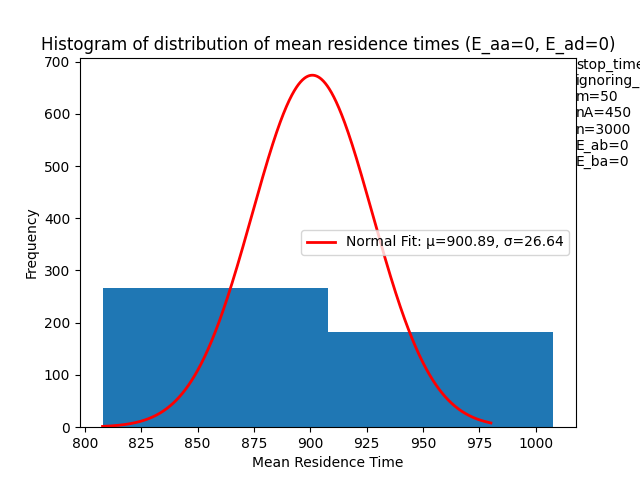 Histogram of distribution of mean residence times (E_aa=0, E_ad=0)
stop_time
ignoring_
m=50
nA=450
n=3000
E_ab=0
E_ba=0
700
600
500
400
300
200
100
0
Frequency
Normal Fit: μ=900.89, σ=26.64
800 825 850 875 900 925 950 975 1000
Mean Residence Time